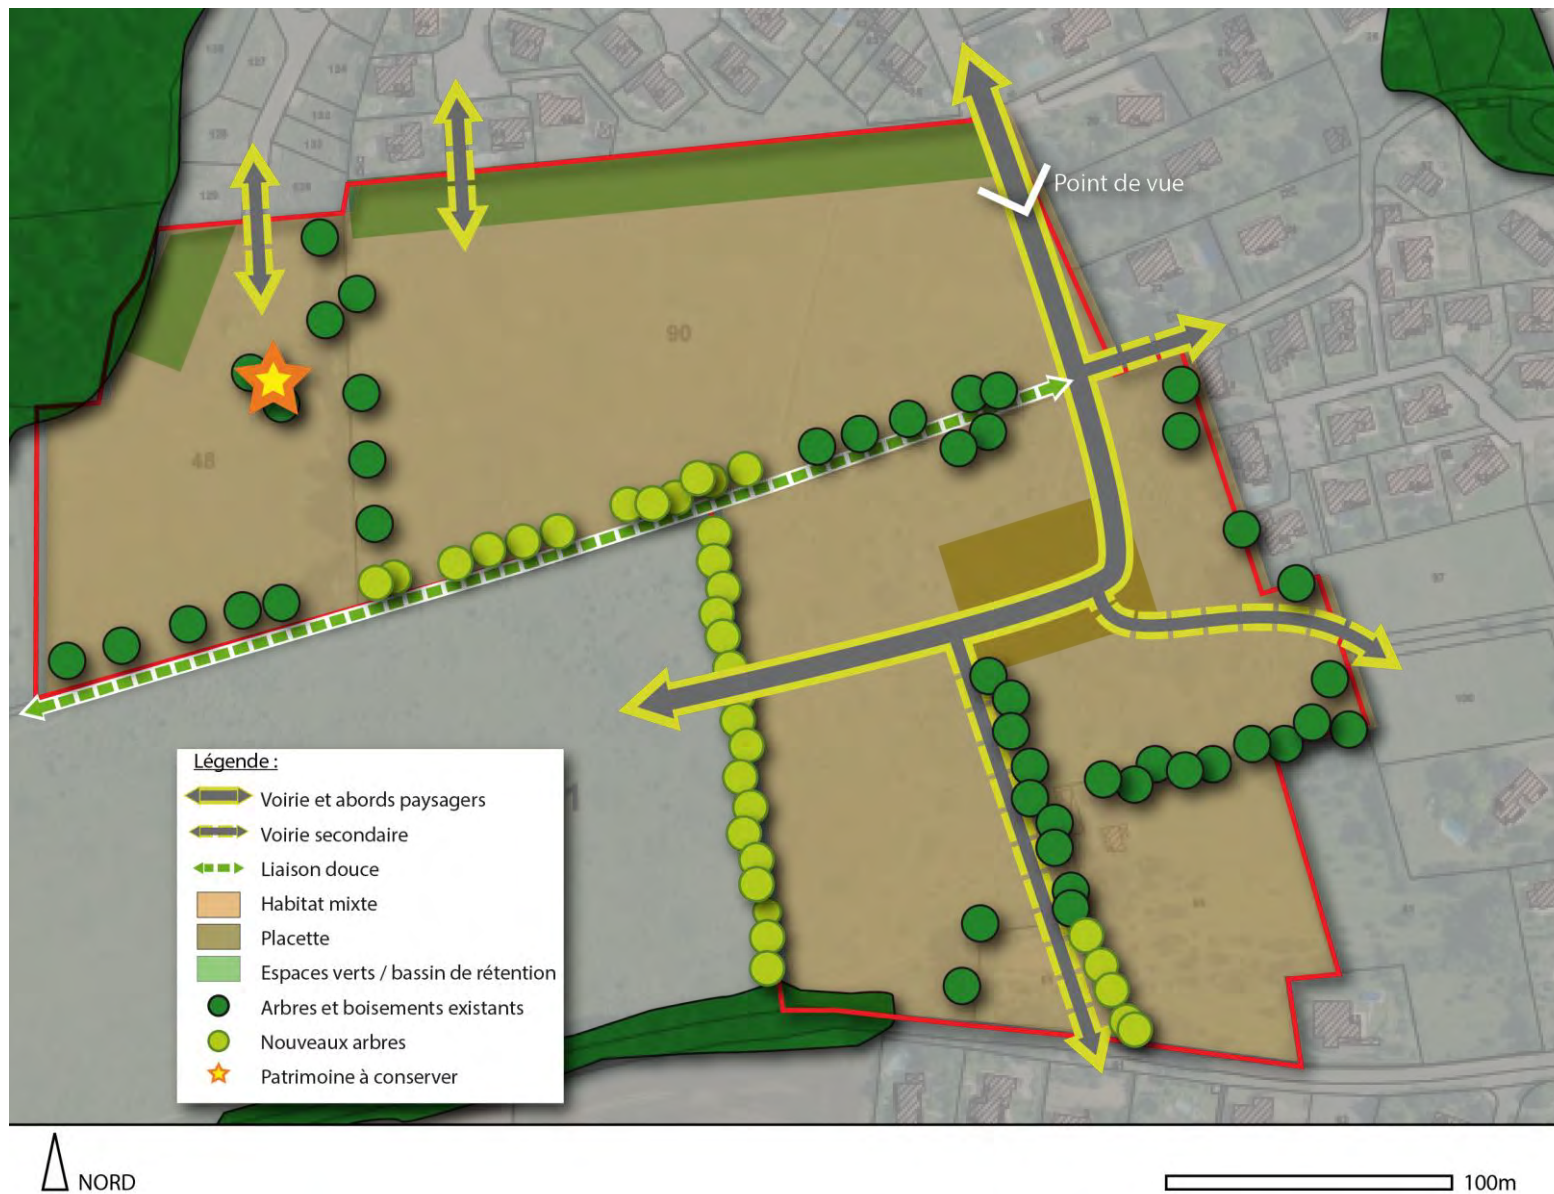 Point de vue
90
48
Légende :
Voirie et abords paysagers
Voirie secondaire
Liaison douce
Habitat mixte
Placette
Espaces verts / bassin de rétention
Arbres et boisements existants
Nouveaux arbres
Patrimoine à conserver
NORD
100m